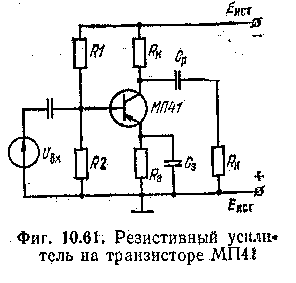 Eист
−
R1
Rк
Cр
МП41
Uвх
R2
Rэ
Cэ
Rн
+
Eист
Фиг. 10.61. Резистивный усили-
тель на транзисторе МП41